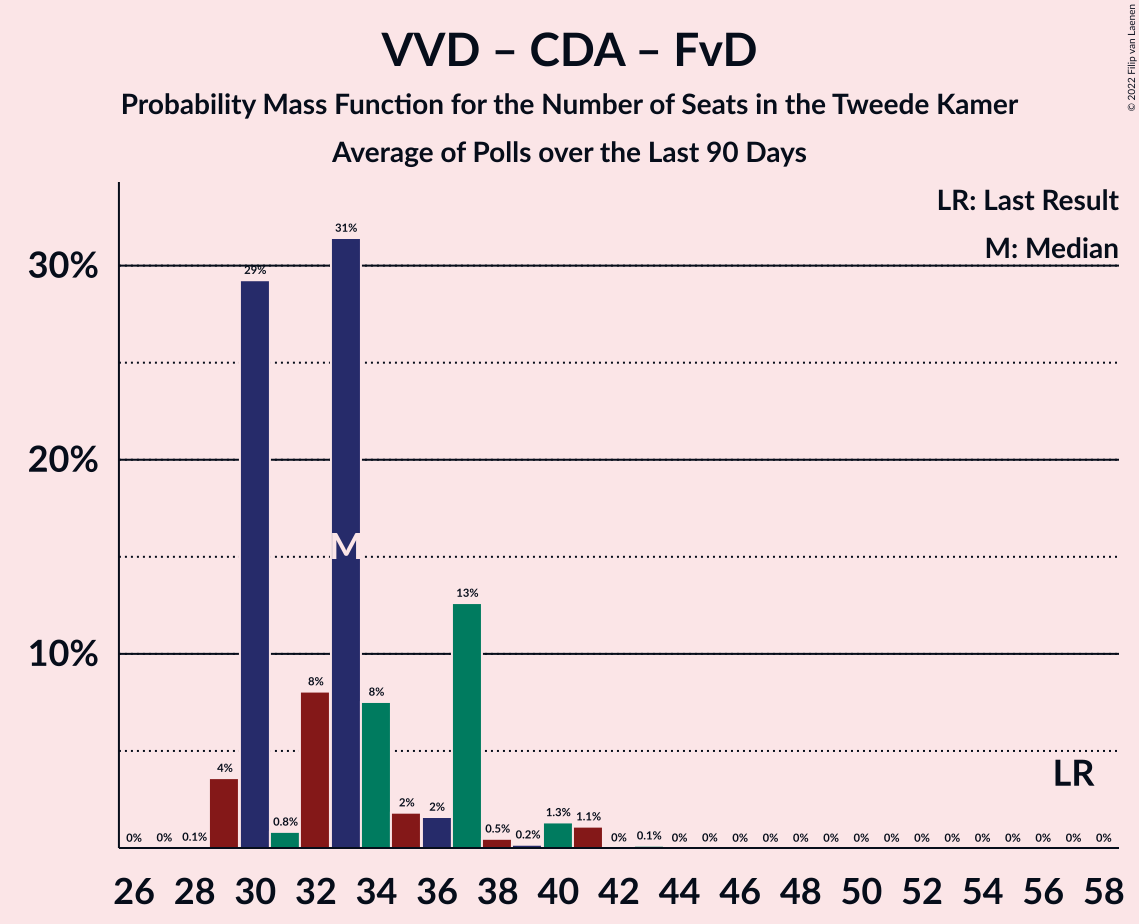 VVD – CDA – FvD
Probability Mass Function for the Number of Seats in the Tweede Kamer
Average of Polls over the Last 90 Days
© 2022 Filip van Laenen
LR: Last Result
M: Median
30%
20%
10%
0% 0% 0.1% 4% 29% 0.8% 8% 31% 8% 2% 2% 13% 0.5% 0.2% 1.3% 1.1% 0% 0.1% 0% 0% 0% 0% 0% 0% 0% 0% 0% 0% 0% 0% 0% 0% 0%
M
LR
26 28 30 32 34 36 38 40 42 44 46 48 50 52 54 56 58